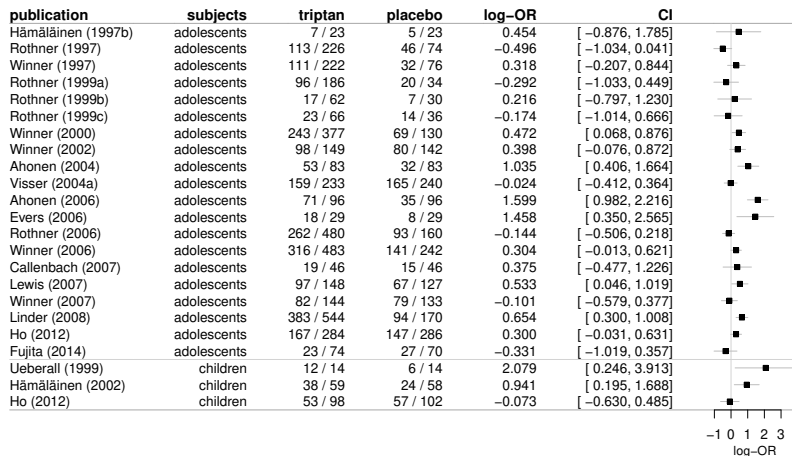 publication subjects triptan placebo log−OR CI
Hämäläinen (1997b) adolescents 7 / 23 5 / 23 0.454 [ −0.876, 1.785]
Rothner (1997) adolescents 113 / 226 46 / 74 −0.496 [ −1.034, 0.041]
Winner (1997) adolescents 111 / 222 32 / 76 0.318 [ −0.207, 0.844]
Rothner (1999a) adolescents 96 / 186 20 / 34 −0.292 [ −1.033, 0.449]
Rothner (1999b) adolescents 17 / 62 7 / 30 0.216 [ −0.797, 1.230]
Rothner (1999c) adolescents 23 / 66 14 / 36 −0.174 [ −1.014, 0.666]
Winner (2000) adolescents 243 / 377 69 / 130 0.472 [ 0.068, 0.876]
Winner (2002) adolescents 98 / 149 80 / 142 0.398 [ −0.076, 0.872]
Ahonen (2004) adolescents 53 / 83 32 / 83 1.035 [ 0.406, 1.664]
Visser (2004a) adolescents 159 / 233 165 / 240 −0.024 [ −0.412, 0.364]
Ahonen (2006) adolescents 71 / 96 35 / 96 1.599 [ 0.982, 2.216]
Evers (2006) adolescents 18 / 29 8 / 29 1.458 [ 0.350, 2.565]
Rothner (2006) adolescents 262 / 480 93 / 160 −0.144 [ −0.506, 0.218]
Winner (2006) adolescents 316 / 483 141 / 242 0.304 [ −0.013, 0.621]
Callenbach (2007) adolescents 19 / 46 15 / 46 0.375 [ −0.477, 1.226]
Lewis (2007) adolescents 97 / 148 67 / 127 0.533 [ 0.046, 1.019]
Winner (2007) adolescents 82 / 144 79 / 133 −0.101 [ −0.579, 0.377]
Linder (2008) adolescents 383 / 544 94 / 170 0.654 [ 0.300, 1.008]
Ho (2012) adolescents 167 / 284 147 / 286 0.300 [ −0.031, 0.631]
Fujita (2014) adolescents 23 / 74 27 / 70 −0.331 [ −1.019, 0.357]
Ueberall (1999) children 12 / 14 6 / 14 2.079 [ 0.246, 3.913]
Hämäläinen (2002) children 38 / 59 24 / 58 0.941 [ 0.195, 1.688]
Ho (2012) children 53 / 98 57 / 102 −0.073 [ −0.630, 0.485]
−1 0 1 2 3
log−OR